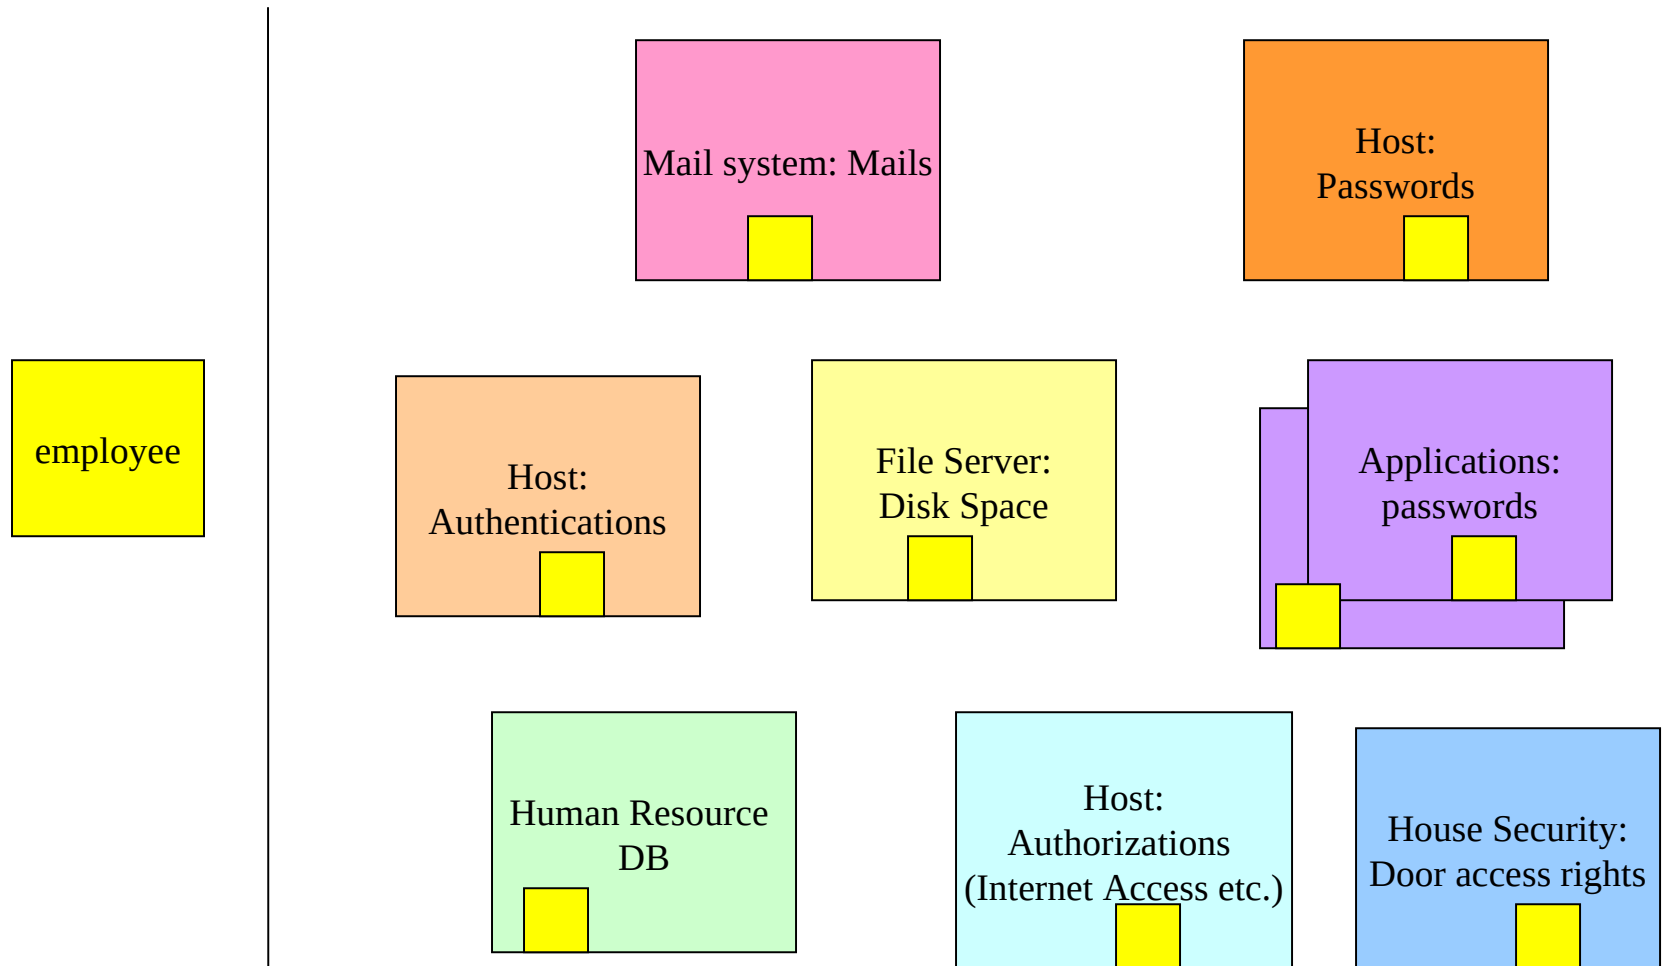 Mail system: Mails
Host:
Passwords
employee
Host:
Authentications
File Server:
Disk Space
Applications:
passwords
Human Resource
DB
Host:
Authorizations
(Internet Access etc.)
House Security:
Door access rights